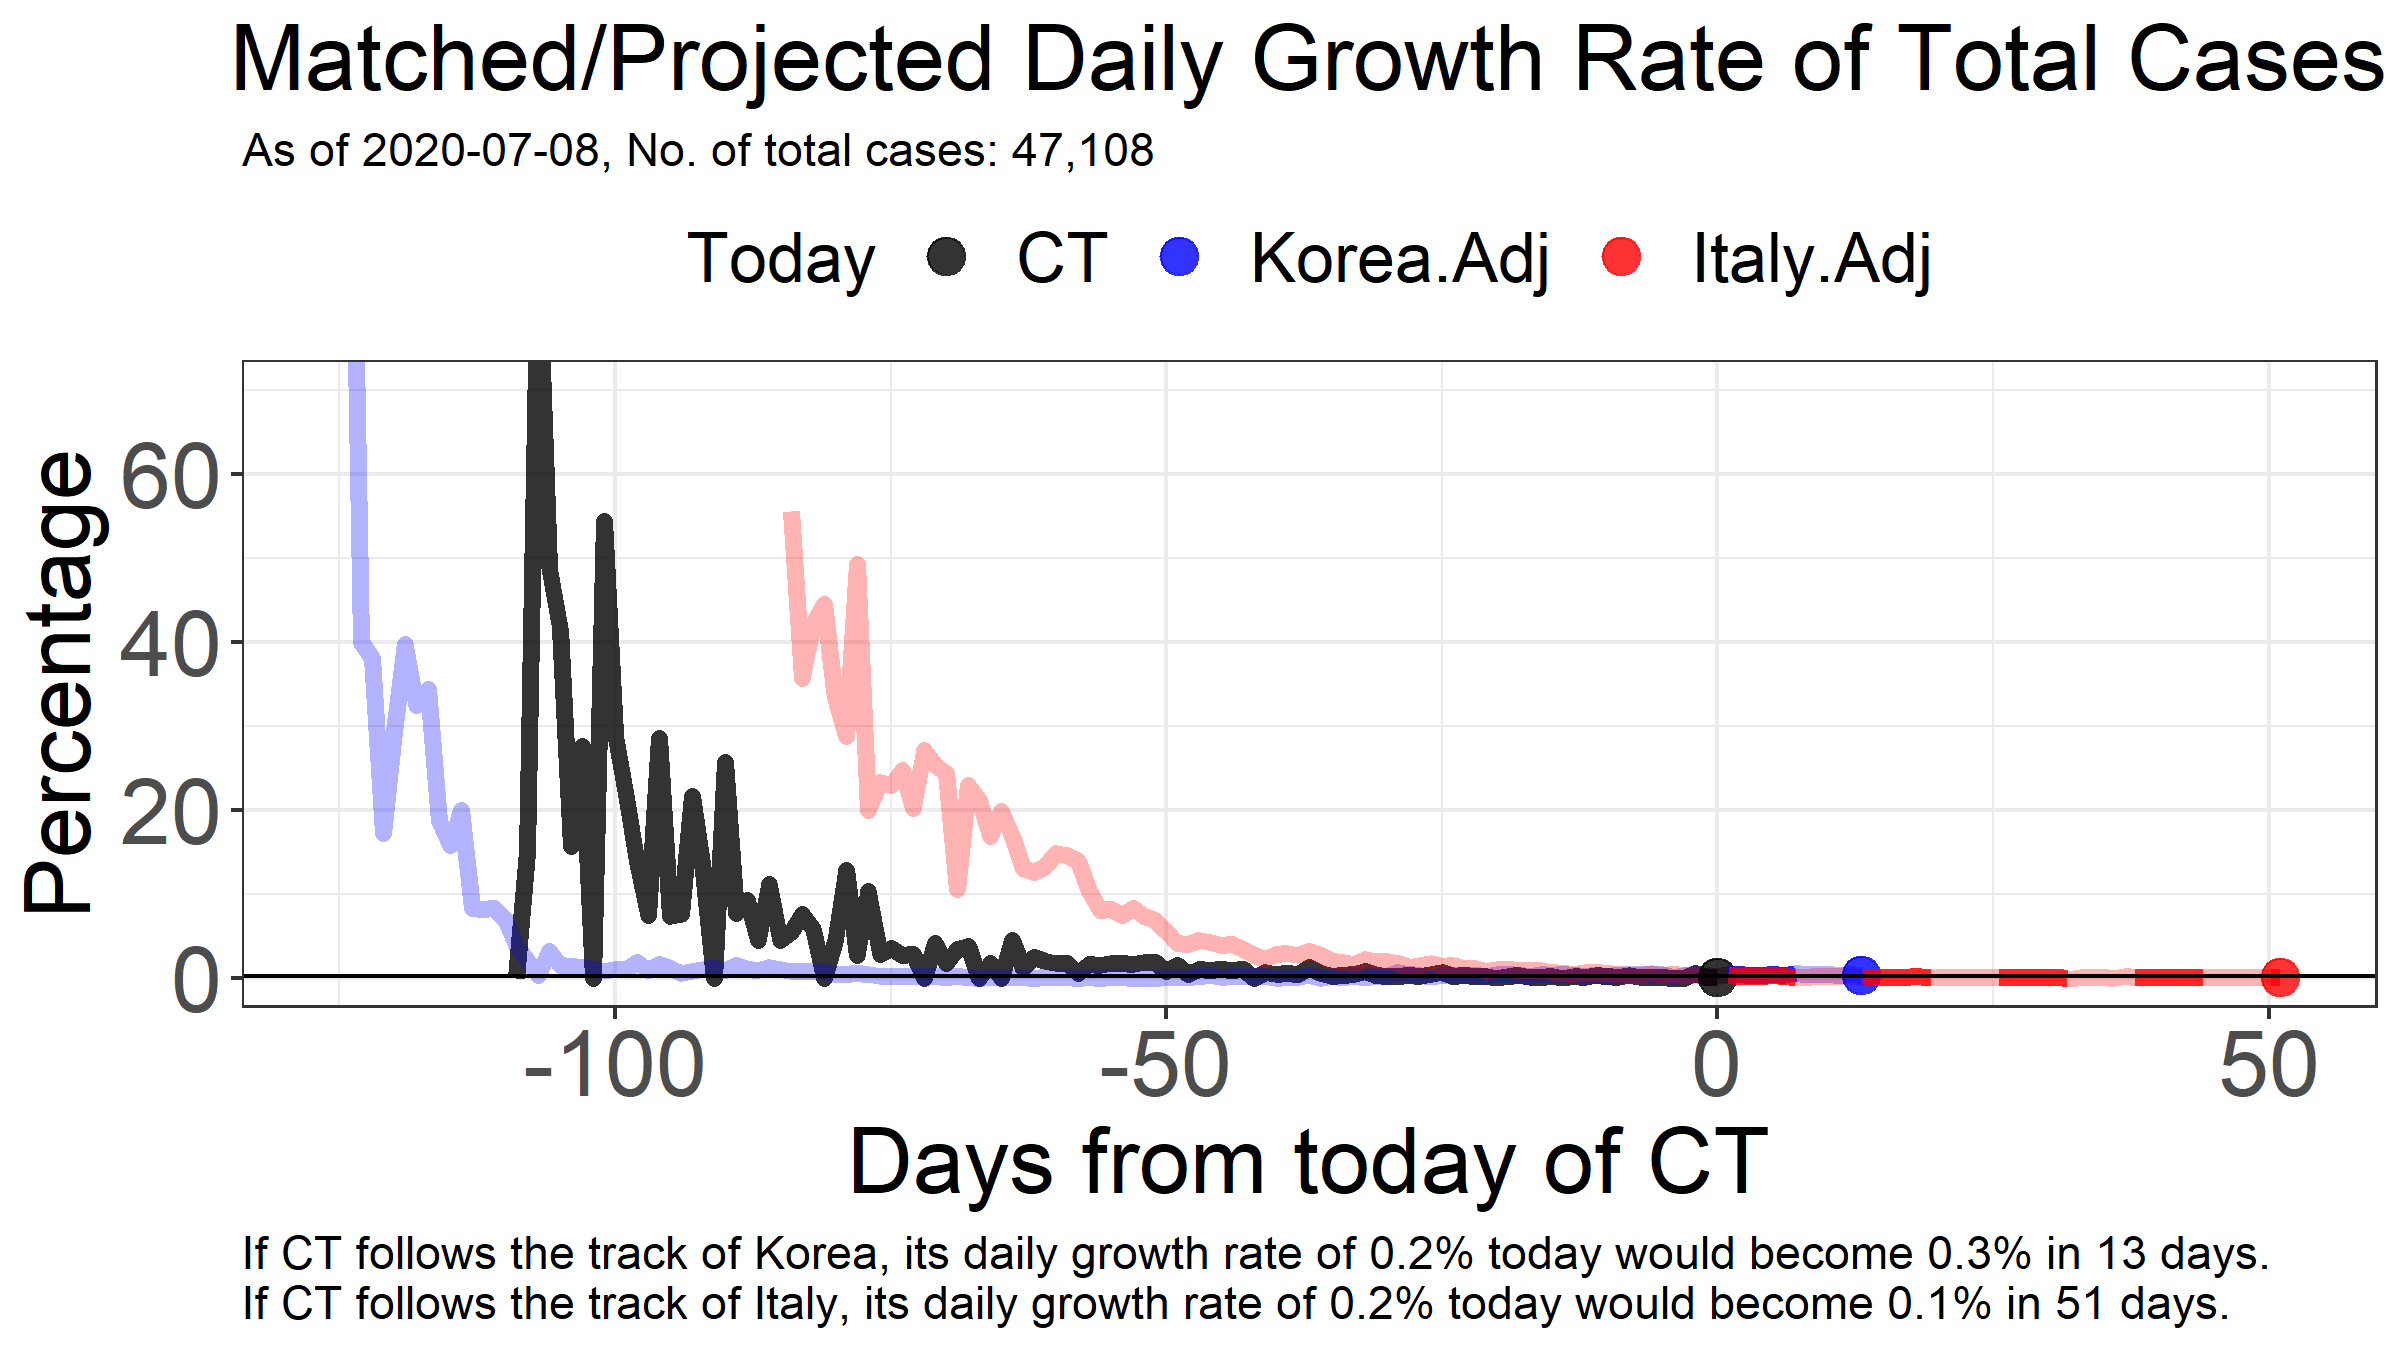 Matched/Projected Daily Growth Rate of Total Cases
As of 2020-07-08, No. of total cases: 47,108
Today CT Korea.Adj Italy.Adj
Percentage
60
40
20
0
-100 -50 0 50
Days from today of CT
If CT follows the track of Korea, its daily growth rate of 0.2% today would become 0.3% in 13 days.
If CT follows the track of Italy, its daily growth rate of 0.2% today would become 0.1% in 51 days.